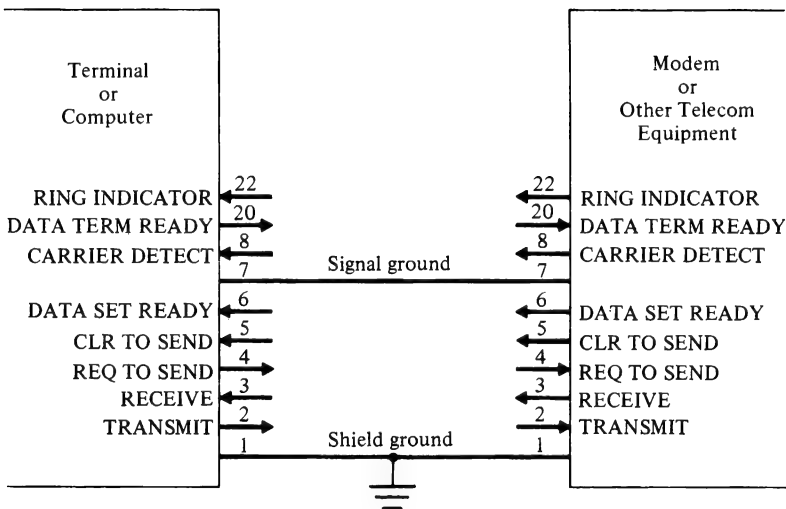 Terminal
or
Computer
Modem
or
Other Telecom
Equipment
RING INDICATOR 22 22 RING INDICATOR
DATA TERM READY 20 20 DATA TERM READY
CARRIER DETECT 8 8 CARRIER DETECT
7 Signal ground 7
DATA SET READY 6 6 DATA SET READY
CLR TO SEND 5 5 CLR TO SEND
REQ TO SEND 4 4 REQ TO SEND
RECEIVE 3 3 RECEIVE
TRANSMIT 2 2 TRANSMIT
1 Shield ground 1